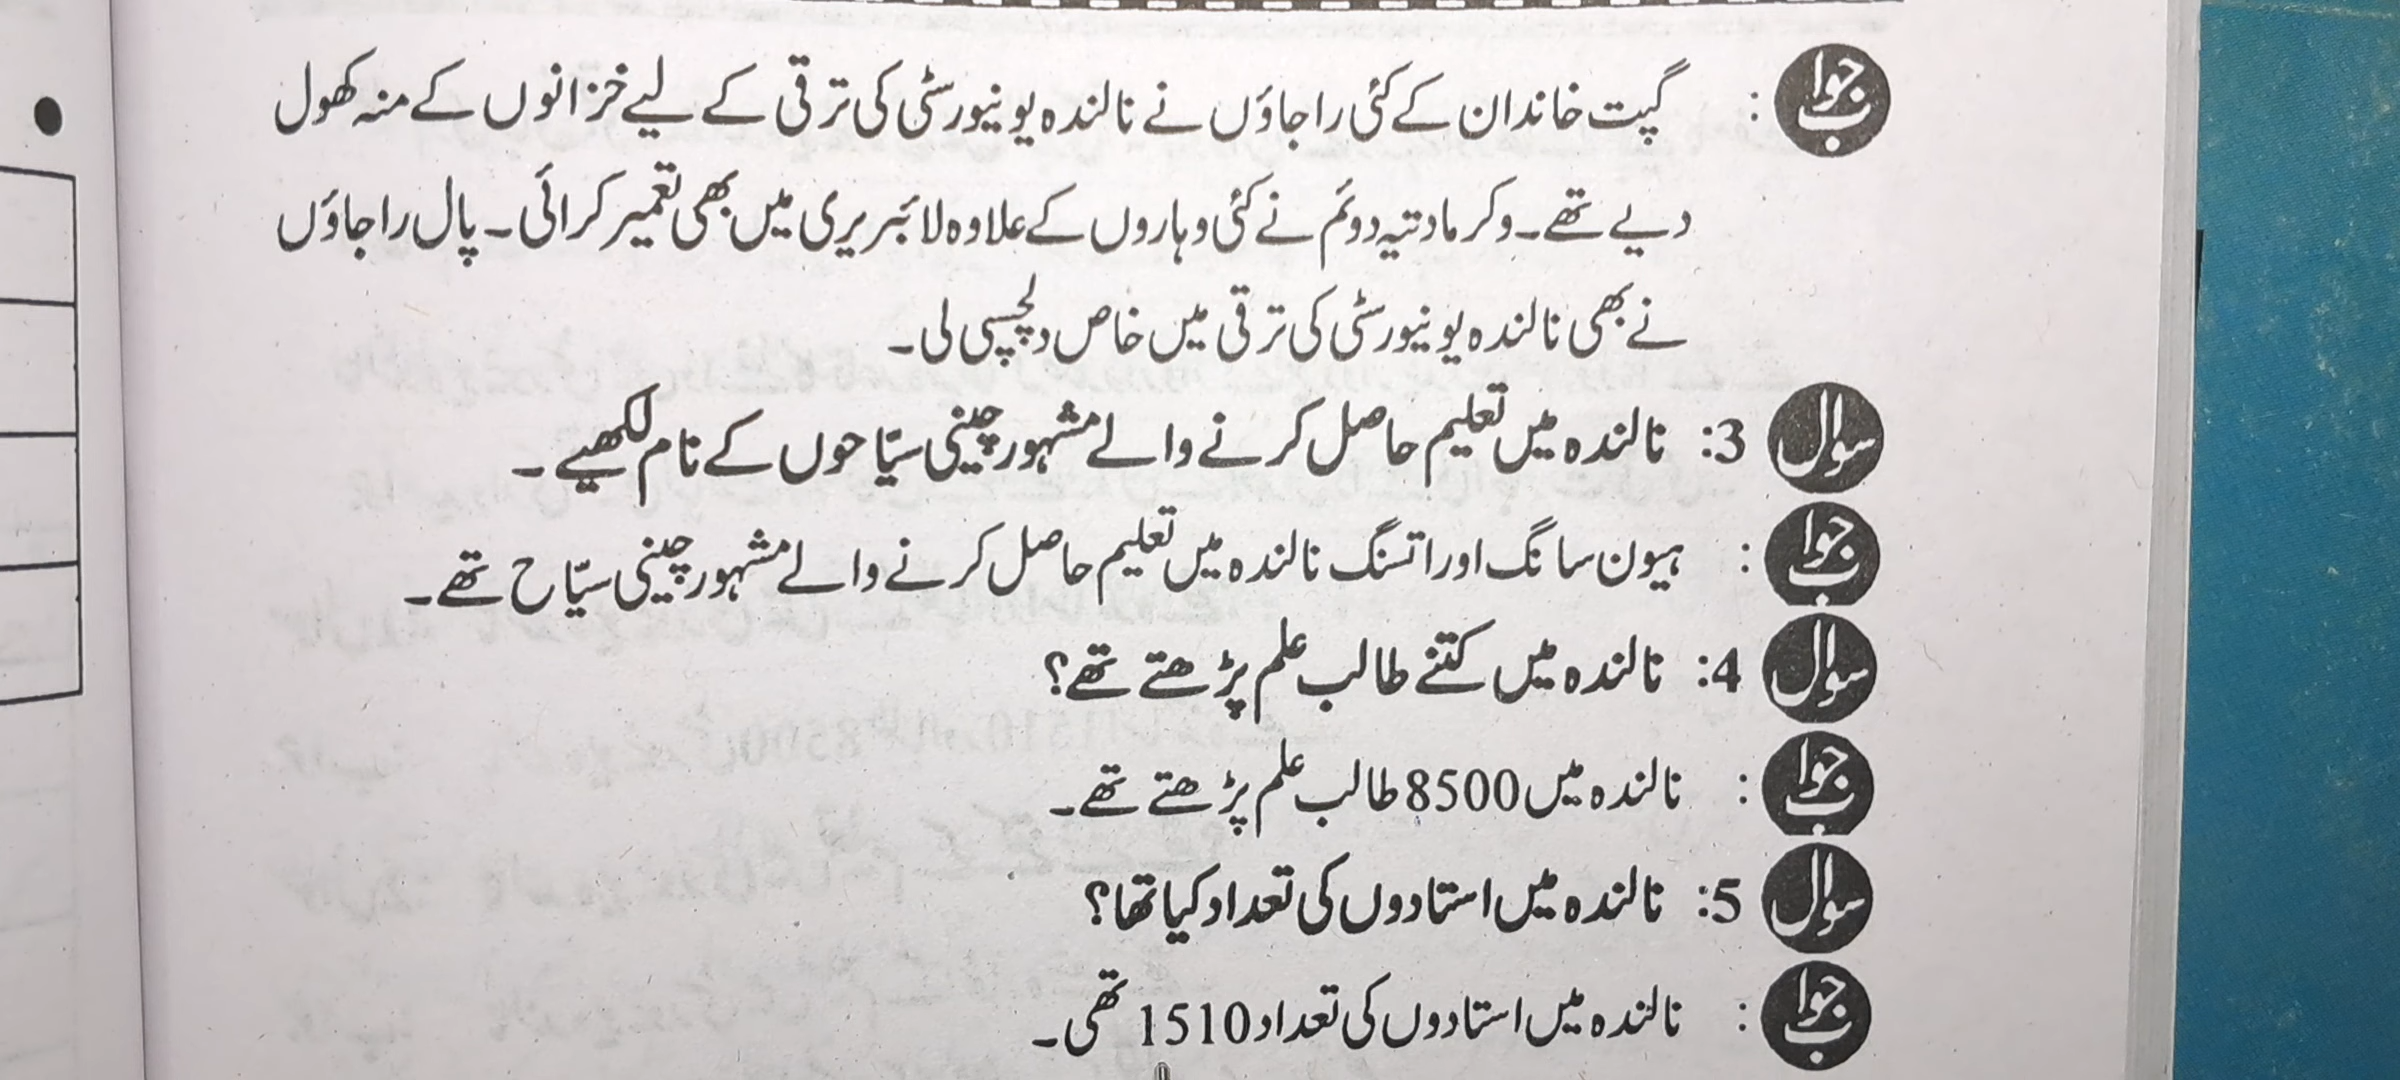 جواب : گپت خاندان کے کئی راجاؤں نے نالندہ یونیورسٹی کی ترقی کے لیے خزانوں کے منہ کھول
دیے تھے۔ وکرمادتیہ دوئم نے کئی وہاروں کے علاوہ لائبریری میں بھی تعمیر کرائی۔ پال راجاؤں
نے بھی نالندہ یونیورسٹی کی ترقی میں خاص دلچسپی لی۔
سوال 3: نالندہ میں تعلیم حاصل کرنے والے مشہور چینی سیّاحوں کے نام لکھیے۔
جواب : ہیون سانگ اور اتسنگ نالندہ میں تعلیم حاصل کرنے والے مشہور چینی سیّاح تھے۔
سوال 4: نالندہ میں کتنے طالب علم پڑھتے تھے؟
جواب : نالندہ میں 8500 طالب علم پڑھتے تھے۔
سوال 5: نالندہ میں استادوں کی تعداد کیا تھا؟
جواب : نالندہ میں استادوں کی تعداد 1510 تھی۔